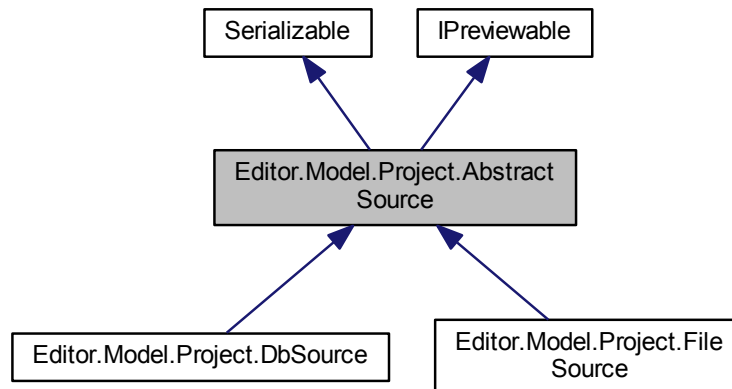 Serializable
IPreviewable
Editor.Model.Project.Abstract
Source
Editor.Model.Project.DbSource
Editor.Model.Project.File
Source